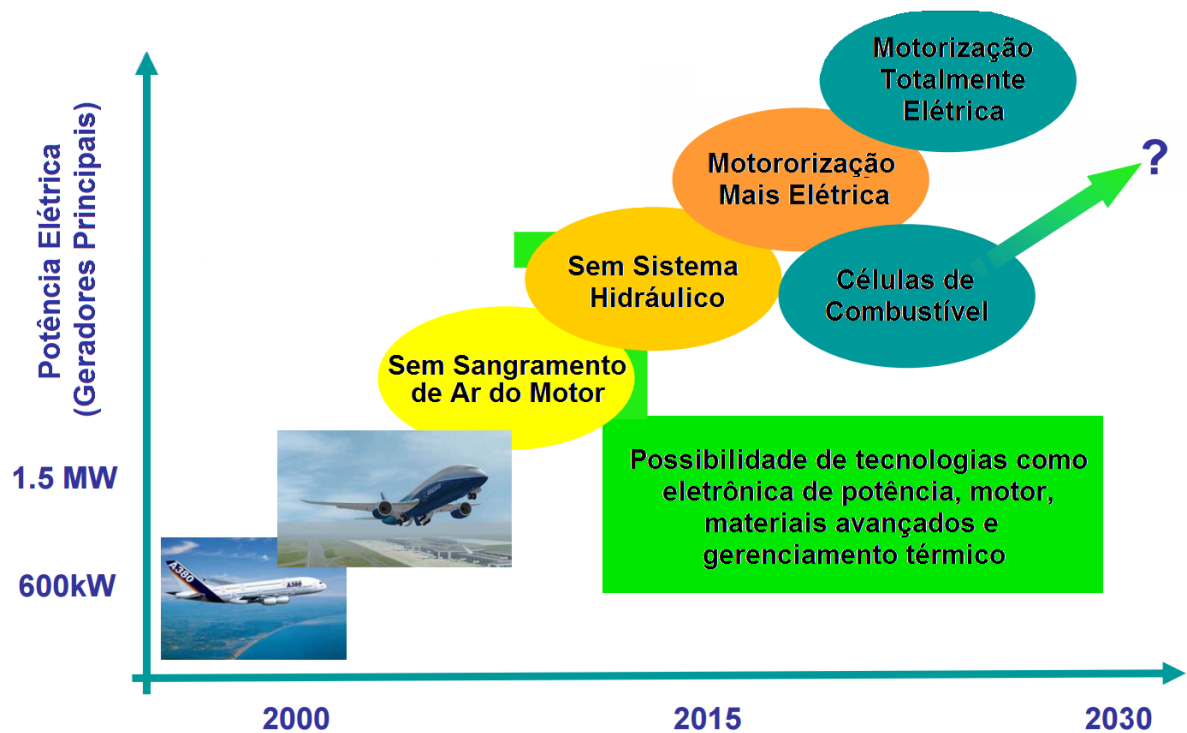 Motorização
Totalmente
Elétrica
Potência Elétrica
(Geradores Principais)
Motororização
Mais Elétrica
?
Sem Sistema
Hidráulico
Células de
Combustível
Sem Sangramento
de Ar do Motor
1.5 MW
Possibilidade de tecnologias como
eletrônica de potência, motor,
materiais avançados e
gerenciamento térmico
600kW
A380
A380
2000
2015
2030